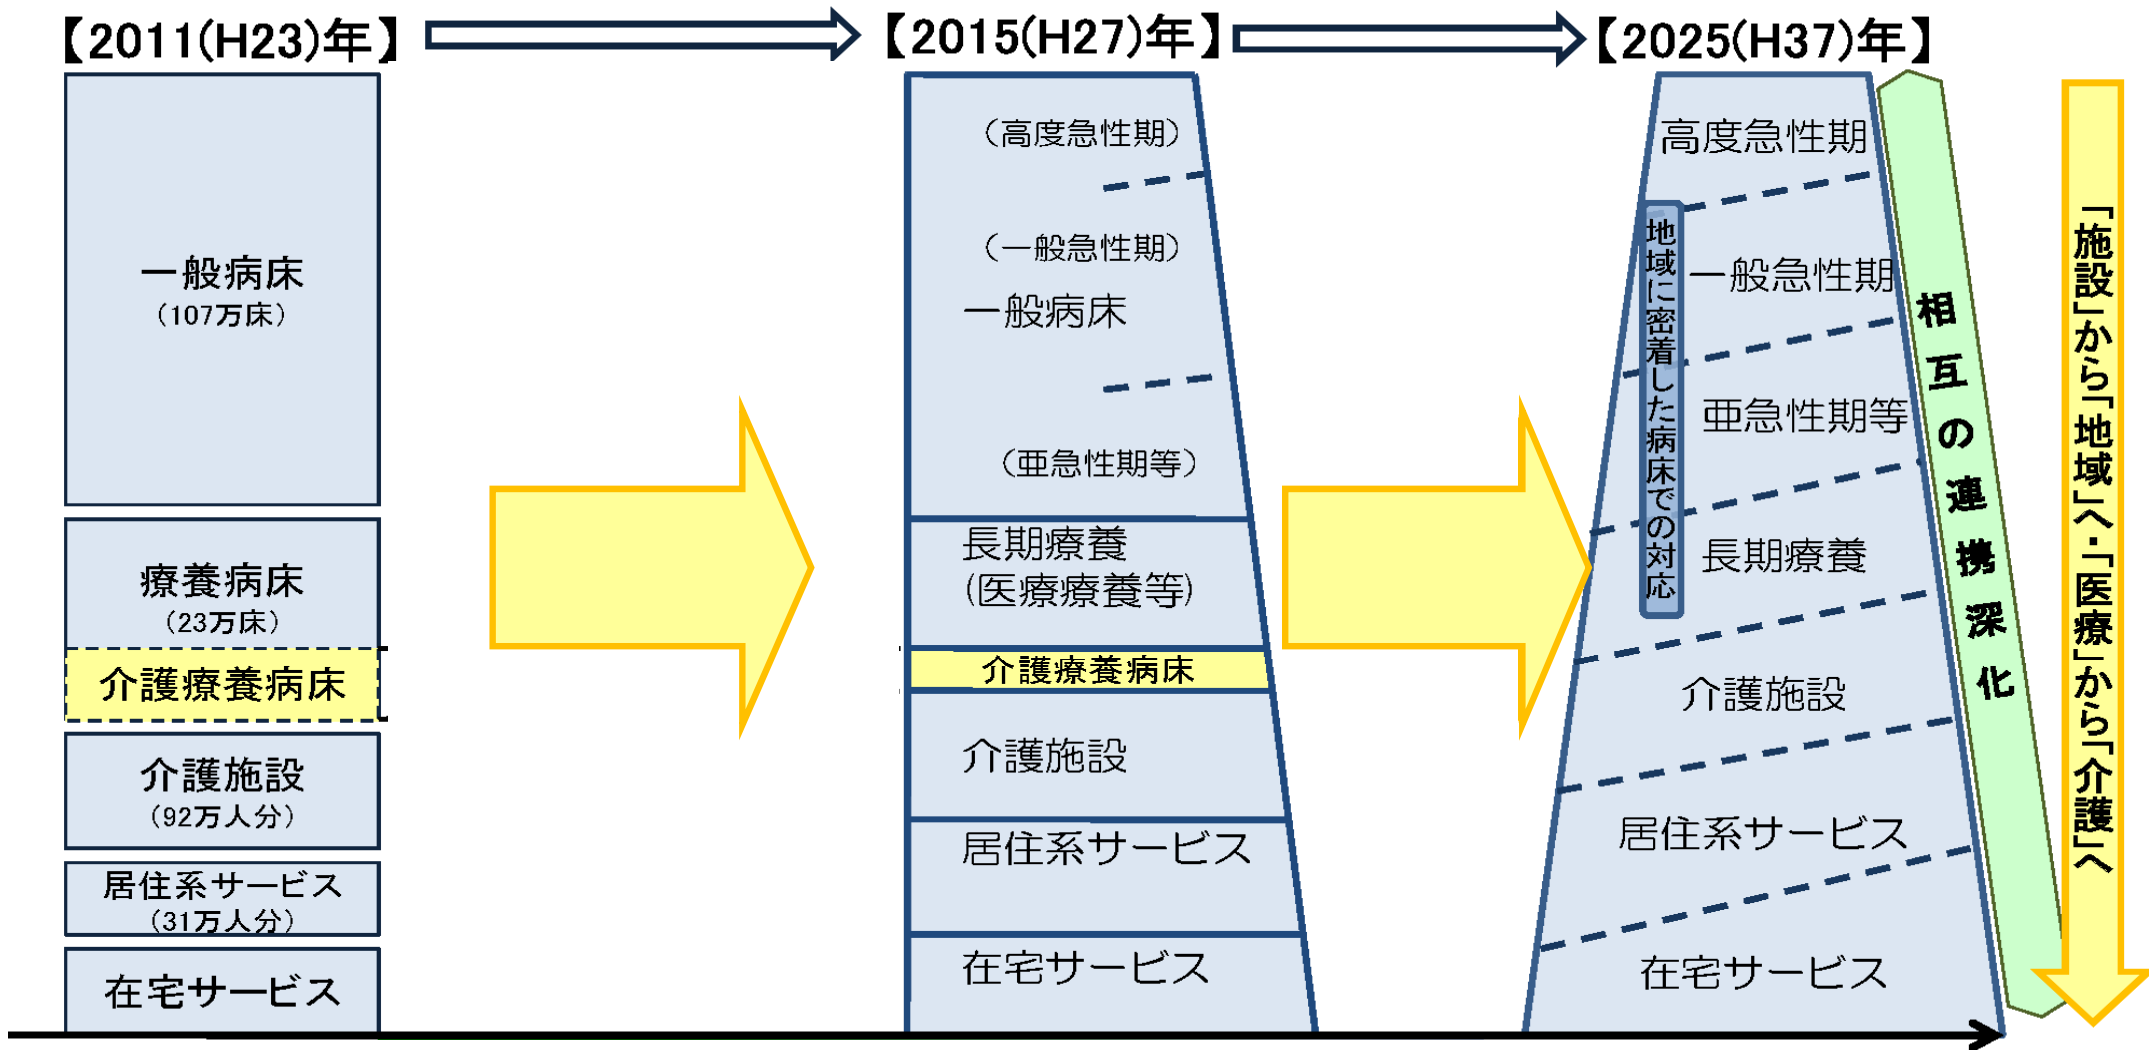 【2011(H23)年】
【2015(H27)年】
【2025(H37)年】
一般病床
（107万床）
療養病床
（23万床）
介護療養病床
介護施設
（92万人分）
居住系サービス
（31万人分）
在宅サービス
（高度急性期）
（一般急性期）
一般病床
（亜急性期等）
長期療養
(医療療養等)
介護療養病床
介護施設
居住系サービス
在宅サービス
高度急性期
一般急性期
亜急性期等
長期療養
介護施設
居住系サービス
在宅サービス
地域に密着した病床での対応
相互の連携深化
「施設」から「地域」へ・「医療」から「介護」へ